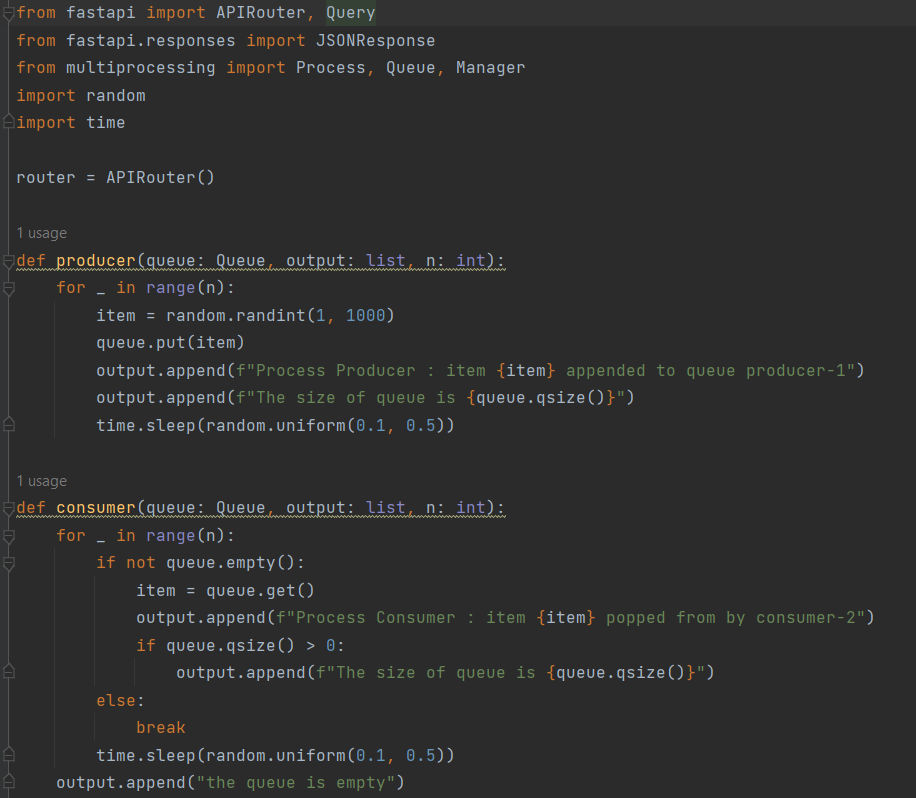 from fastapi import APIRouter, Query
from fastapi.responses import JSONResponse
from multiprocessing import Process, Queue, Manager
import random
import time

router = APIRouter()

1 usage
def producer(queue: Queue, output: list, n: int):
    for _ in range(n):
        item = random.randint(1, 1000)
        queue.put(item)
        output.append(f"Process Producer : item {item} appended to queue producer-1")
        output.append(f"The size of queue is {queue.qsize()}")
        time.sleep(random.uniform(0.1, 0.5))

1 usage
def consumer(queue: Queue, output: list, n: int):
    for _ in range(n):
        if not queue.empty():
            item = queue.get()
            output.append(f"Process Consumer : item {item} popped from by consumer-2")
            if queue.qsize() > 0:
                output.append(f"The size of queue is {queue.qsize()}")
        else:
            break
        time.sleep(random.uniform(0.1, 0.5))
    output.append("the queue is empty")